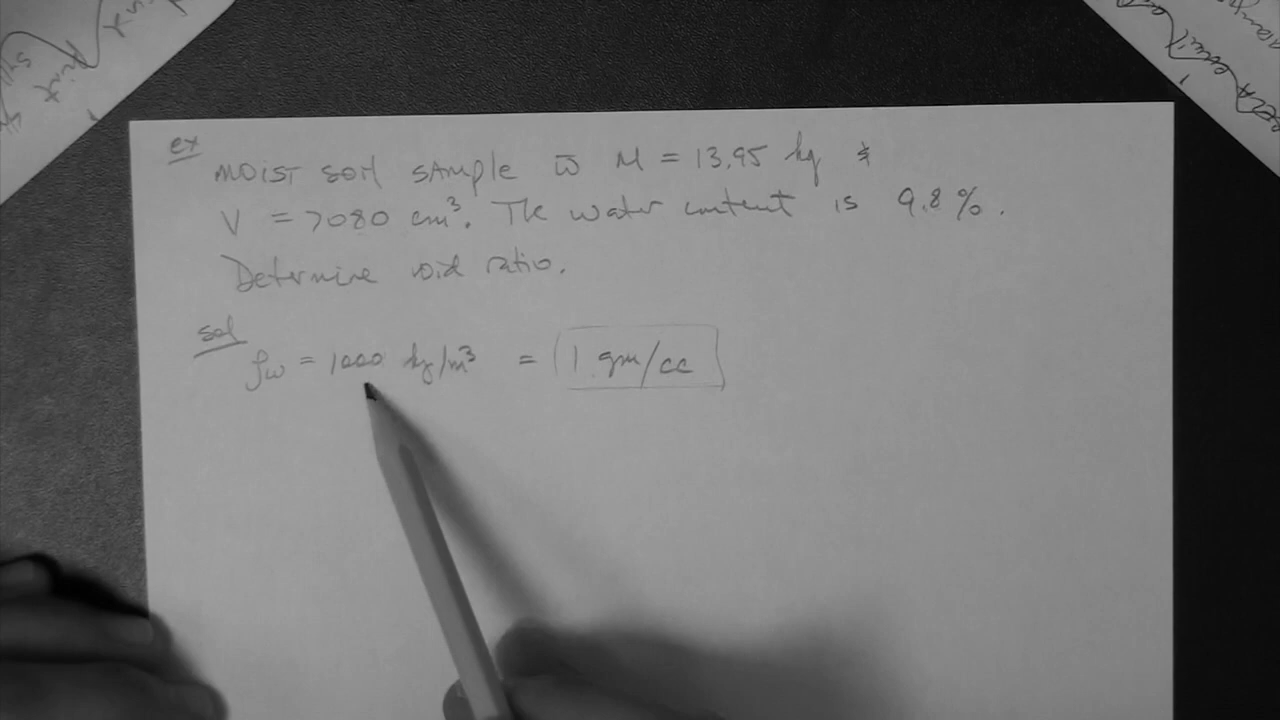 ex
MOIST SOIL SAMPLE w̄ M = 13.95 kg &
V = 7080 cm³. The water content is 9.8%.
Determine void ratio.
sol
ρw = 1000 kg/m³ = 1 gm/cc